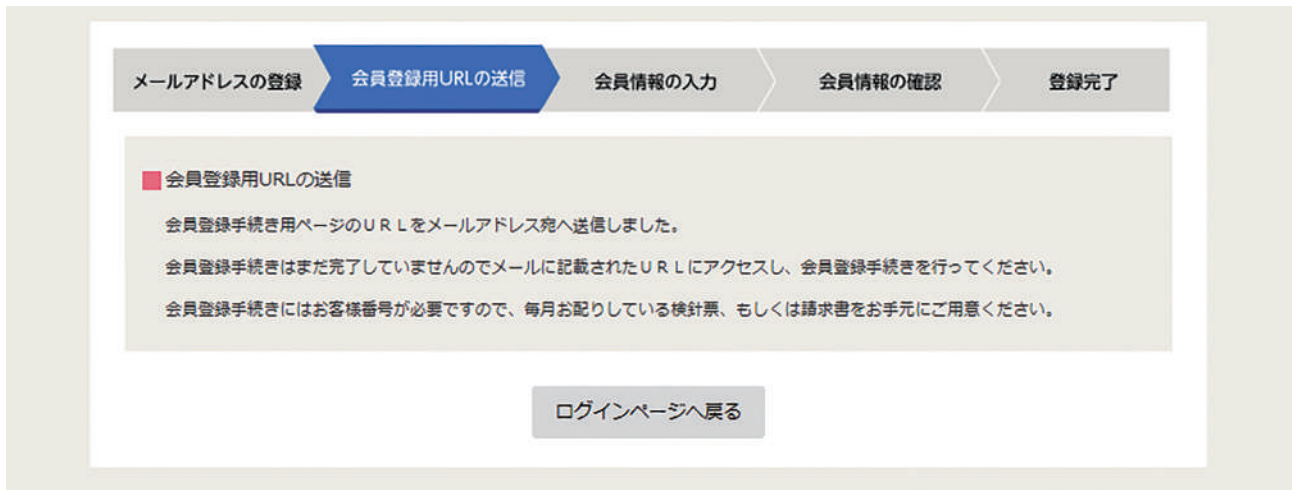 メールアドレスの登録
会員登録用URLの送信
会員情報の入力
会員情報の確認
登録完了
会員登録用URLの送信
会員登録手続き用ページのURLをメールアドレス宛へ送信しました。
会員登録手続きはまだ完了していませんのでメールに記載されたURLにアクセスし、会員登録手続きを行ってください。
会員登録手続きにはお客様番号が必要ですので、毎月お配りしている検針票、もしくは請求書をお手元にご用意ください。
ログインページへ戻る